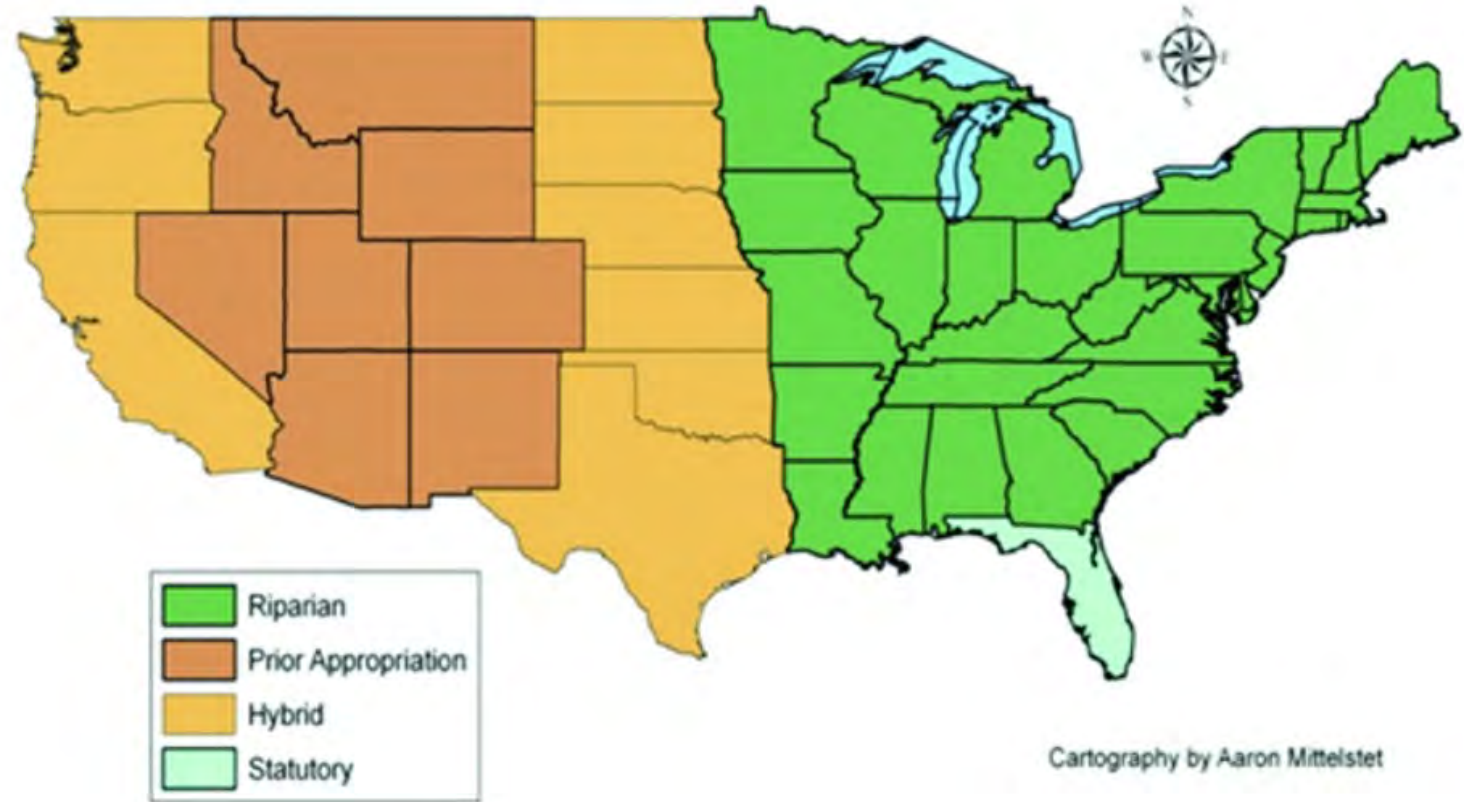 N
W E
S
Riparian
Prior Appropriation
Hybrid
Statutory
Cartography by Aaron Mittelstet